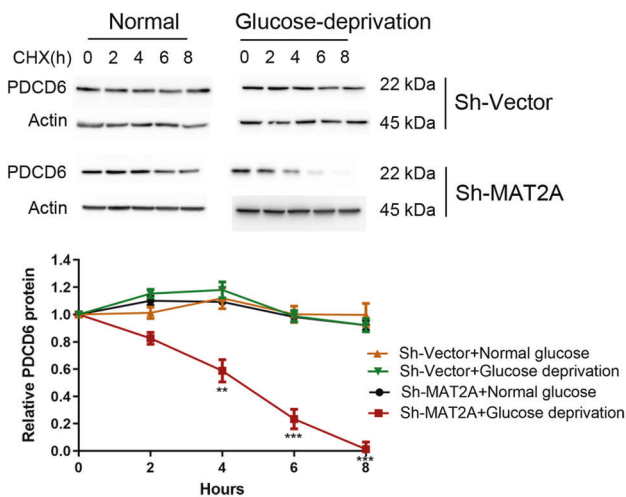 Normal Glucose-deprivation
CHX(h) 0 2 4 6 8 0 2 4 6 8
PDCD6 22 kDa
Sh-Vector
Actin 45 kDa
PDCD6 22 kDa
Sh-MAT2A
Actin 45 kDa
Relative PDCD6 protein
1.4
1.2
1.0
0.8
0.6
0.4
0.2
0.0
0 2 4 6 8
Hours
**
***
***
Sh-Vector+Normal glucose
Sh-Vector+Glucose deprivation
Sh-MAT2A+Normal glucose
Sh-MAT2A+Glucose deprivation